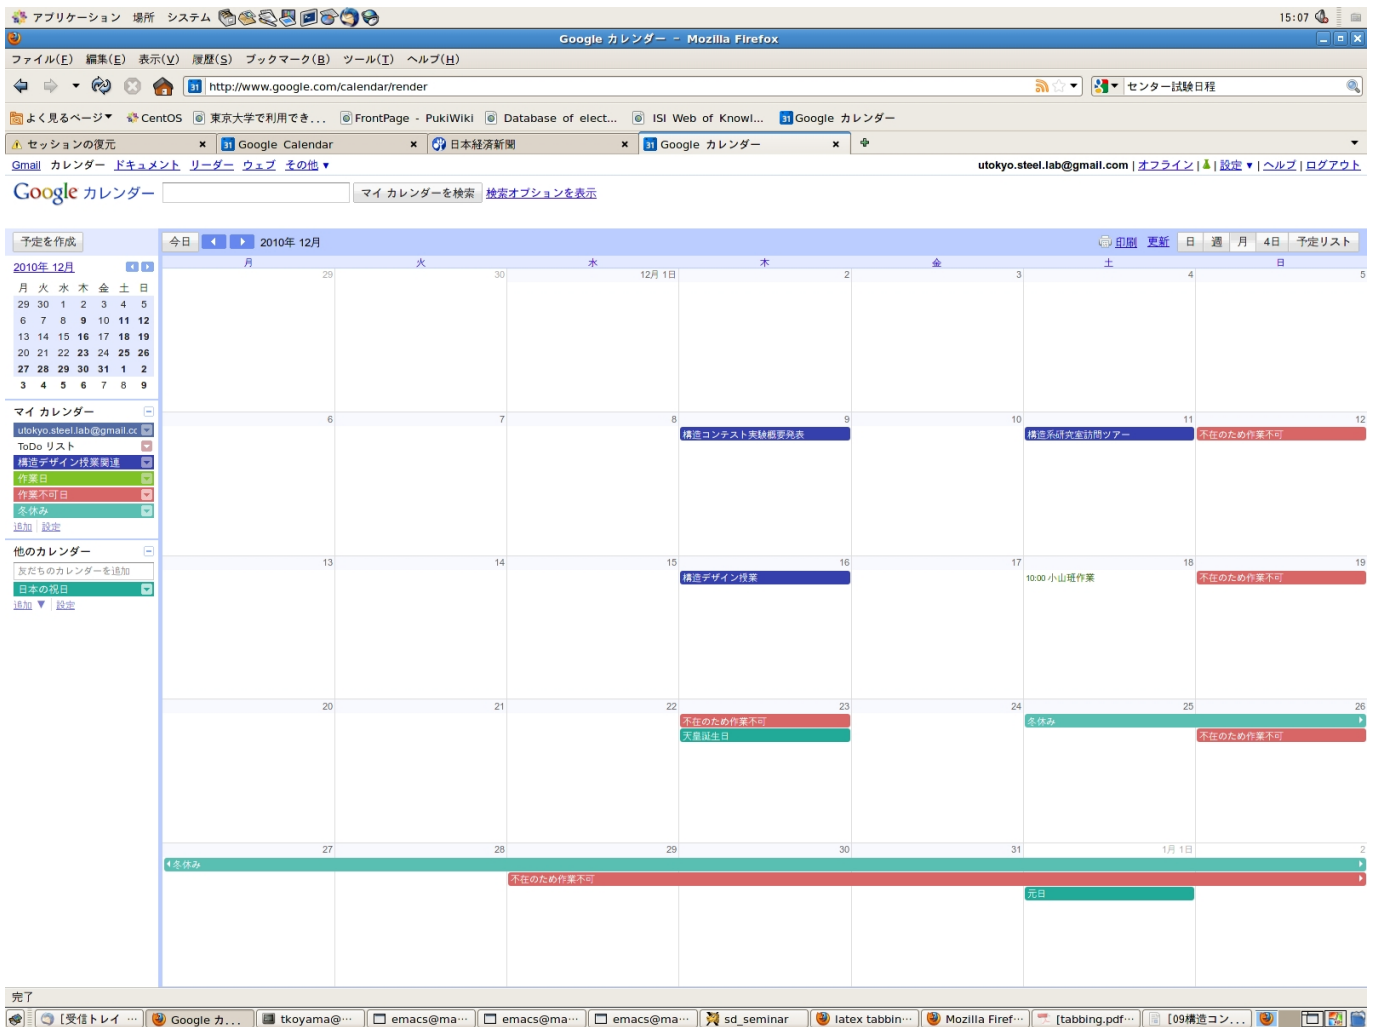 アプリケーション 場所 システム 15:07
Google カレンダー - Mozilla Firefox
ファイル(F) 編集(E) 表示(V) 履歴(S) ブックマーク(B) ツール(T) ヘルプ(H)
http://www.google.com/calendar/render センター試験日程
よく見るページ CentOS 東京大学で利用でき... FrontPage - PukiWiki Database of elect... ISI Web of Knowl... Google カレンダー
セッションの復元 Google Calendar 日本経済新聞 Google カレンダー
Gmail カレンダー ドキュメント リーダー ウェブ その他 ▼ utokyo.steel.lab@gmail.com | オフライン | | 設定 ▼ | ヘルプ | ログアウト
Google カレンダー マイ カレンダーを検索 検索オプションを表示
予定を作成 今日 2010年 12月 印刷 更新 日 週 月 4日 予定リスト
2010年 12月
月 火 水 木 金 土 日
29 30 1 2 3 4 5
6 7 8 9 10 11 12
13 14 15 16 17 18 19
20 21 22 23 24 25 26
27 28 29 30 31 1 2
3 4 5 6 7 8 9
マイ カレンダー
utokyo.steel.lab@gmail.cc
ToDo リスト
構造デザイン授業関連
作業日
作業不可日
冬休み
追加 | 設定
他のカレンダー
友だちのカレンダーを追加
日本の祝日
追加 ▼ | 設定
月 火 水 木 金 土 日
29 30 12月 1日 2 3 4 5
6 7 8 9 10 11 12
構造コンテスト実験概要発表 構造系研究室訪問ツアー 不在のため作業不可
13 14 15 16 17 18 19
構造デザイン授業 10:00 小山班作業 不在のため作業不可
20 21 22 23 24 25 26
不在のため作業不可 冬休み
天皇誕生日 不在のため作業不可
27 28 29 30 31 1月 1日 2
冬休み
不在のため作業不可
元日
完了
[受信トレイ … Google カ... tkoyama@… emacs@ma… emacs@ma… emacs@ma… sd_seminar latex tabbin… Mozilla Firef… [tabbing.pdf… [09構造コン...